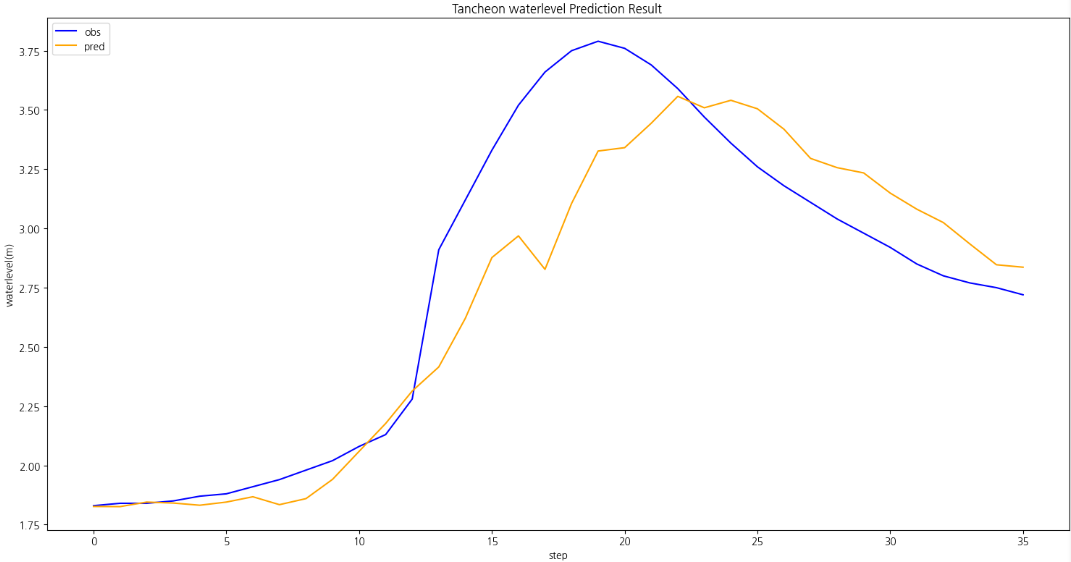 Tancheon waterlevel Prediction Result
obs
pred
3.75
3.50
3.25
3.00
2.75
2.50
2.25
2.00
1.75
waterlevel(m)
0 5 10 15 20 25 30 35
step